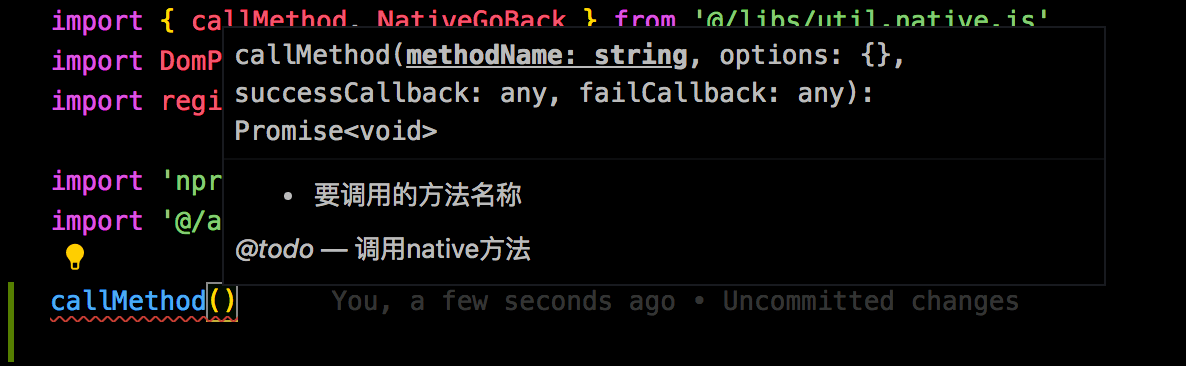 import { callMethod, NativeGoBack } from '@/libs/util.native.js'
import DomP
import regi
callMethod(methodName: string, options: {},
successCallback: any, failCallback: any):
Promise<void>
import 'npr
import '@/a
• 要调用的方法名称
@todo — 调用native方法
callMethod() You, a few seconds ago • Uncommitted changes